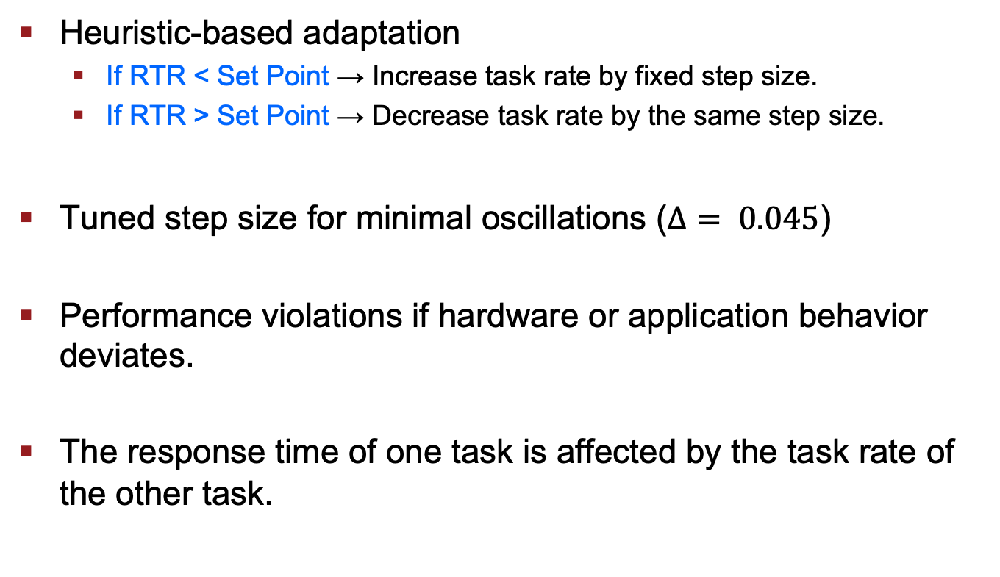 Heuristic-based adaptation
If RTR < Set Point → Increase task rate by fixed step size.
If RTR > Set Point → Decrease task rate by the same step size.
Tuned step size for minimal oscillations (Δ = 0.045)
Performance violations if hardware or application behavior
deviates.
The response time of one task is affected by the task rate of
the other task.